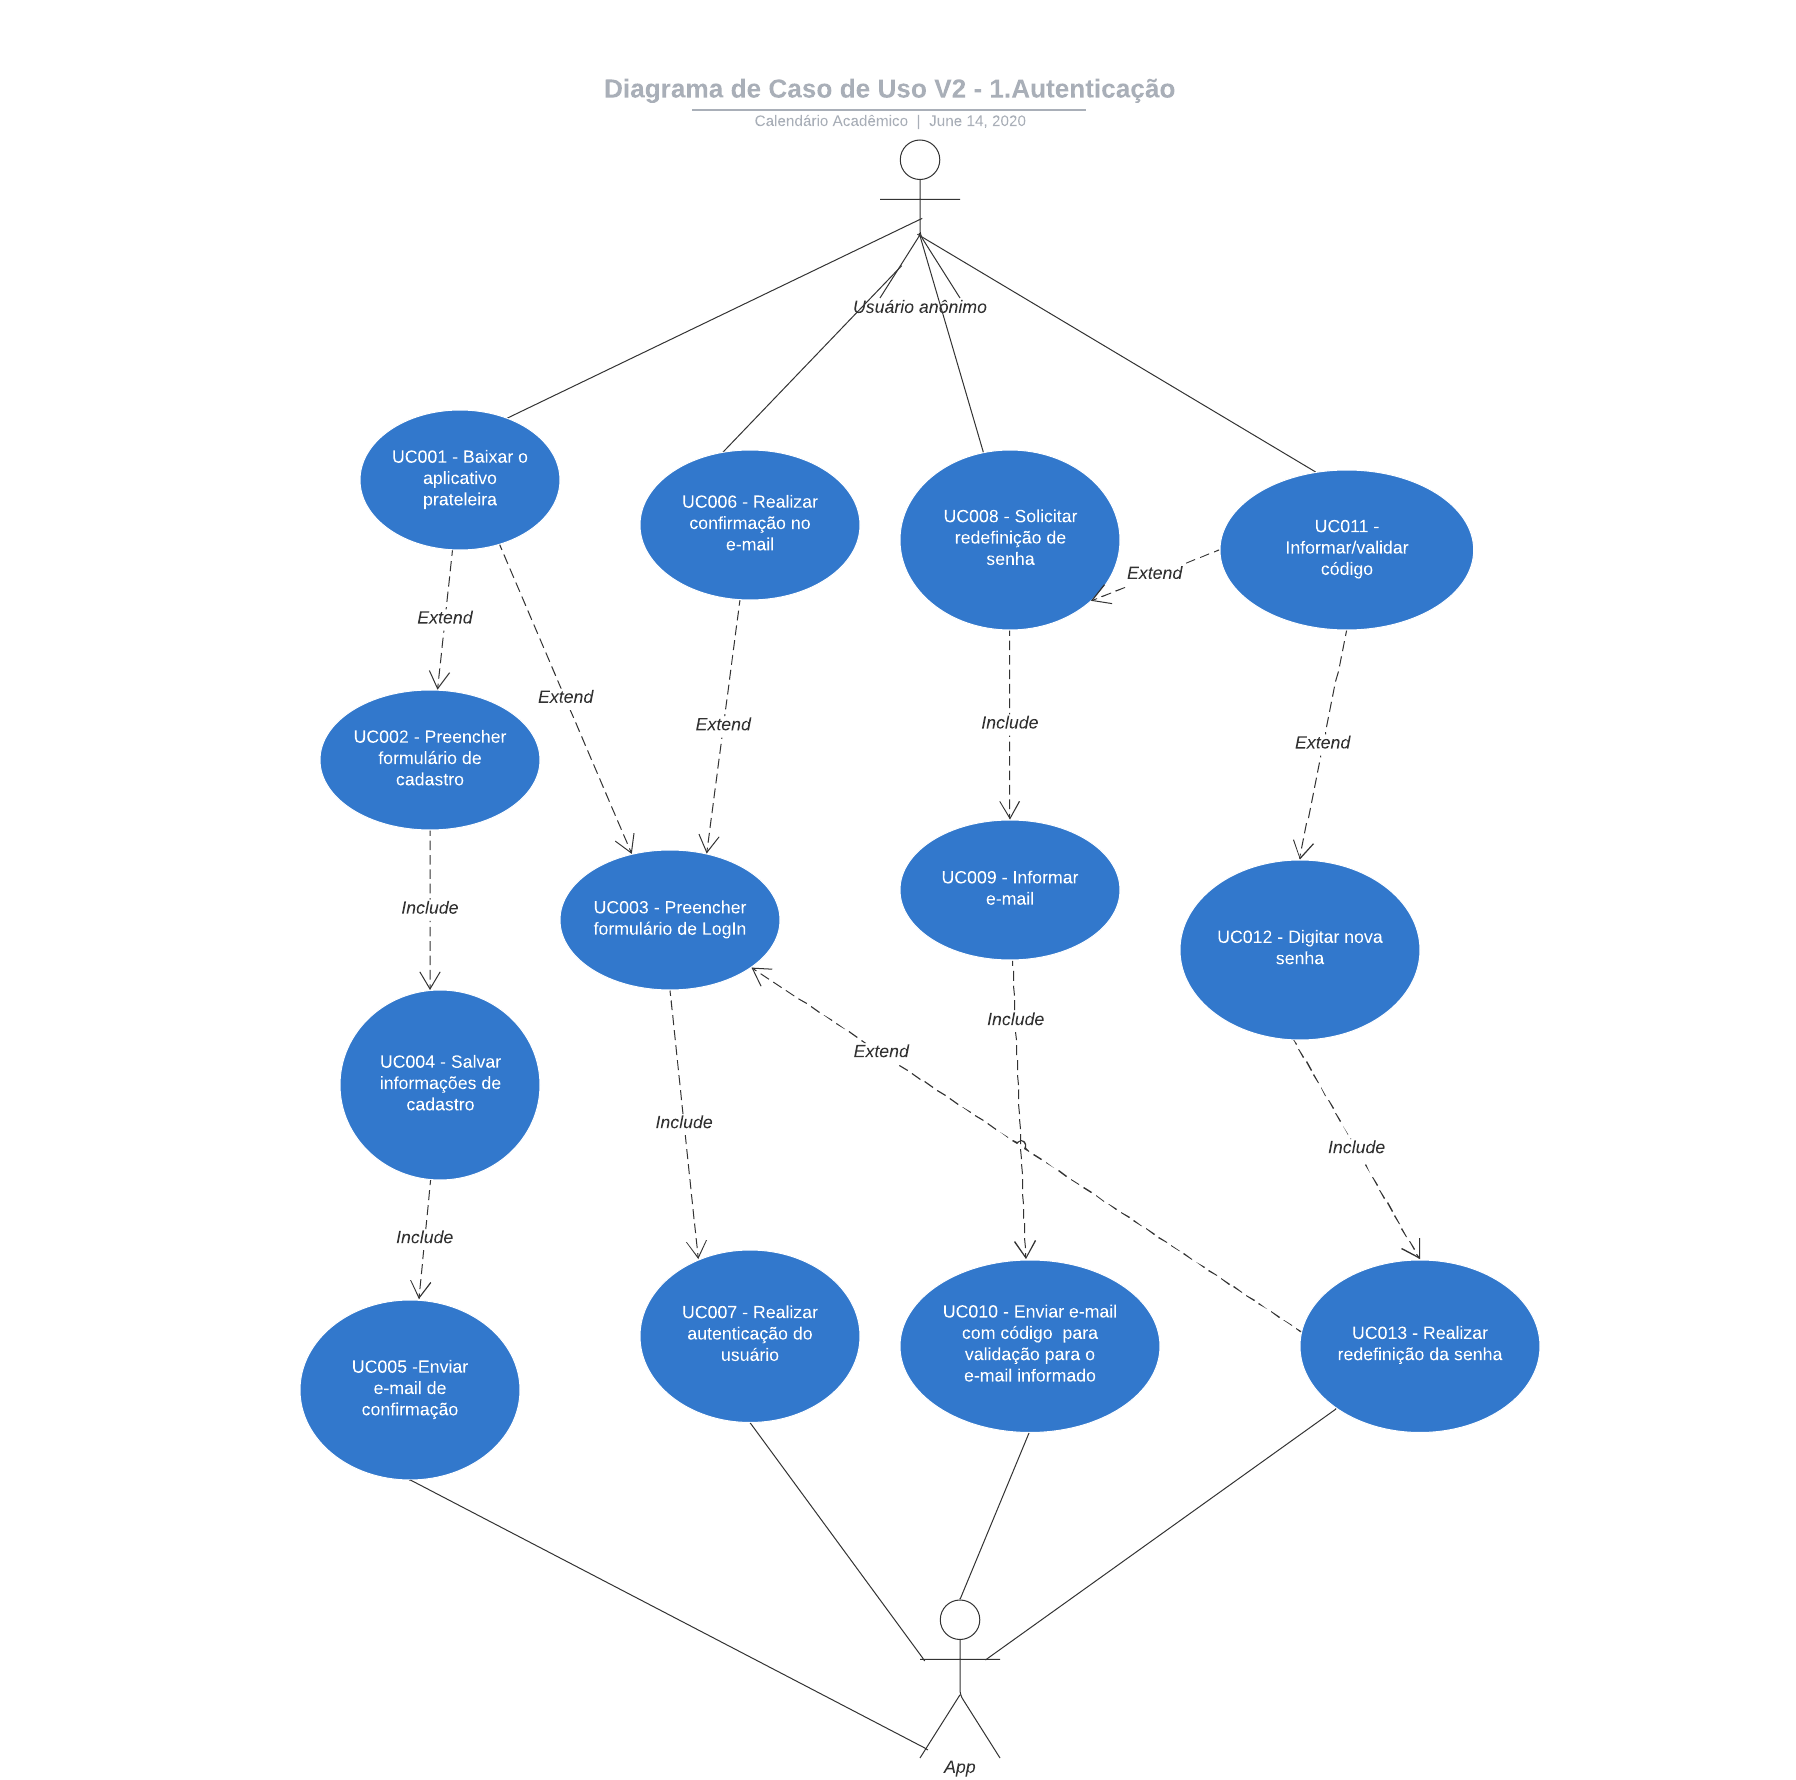 Diagrama de Caso de Uso V2 - 1.Autenticação
Calendário Acadêmico | June 14, 2020
Usuário anônimo
UC001 - Baixar o
aplicativo
prateleira
UC006 - Realizar
confirmação no
e-mail
UC008 - Solicitar
redefinição de
senha
UC011 -
Informar/validar
código
Extend
Extend
Extend
Extend
Include
Extend
UC002 - Preencher
formulário de
cadastro
UC003 - Preencher
formulário de LogIn
UC009 - Informar
e-mail
UC012 - Digitar nova
senha
Include
Include
Extend
Include
Include
UC004 - Salvar
informações de
cadastro
Include
UC005 -Enviar
e-mail de
confirmação
UC007 - Realizar
autenticação do
usuário
UC010 - Enviar e-mail
com código  para
validação para o
e-mail informado
UC013 - Realizar
redefinição da senha
App